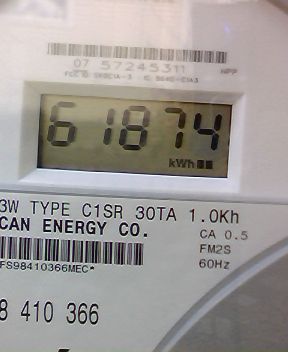 07 57245311
61874
kWh
3W TYPE C1SR 30TA 1.0Kh
CAN ENERGY CO.
CA 0.5
FM2S
FS98410366MEC*
60Hz
8 410 366